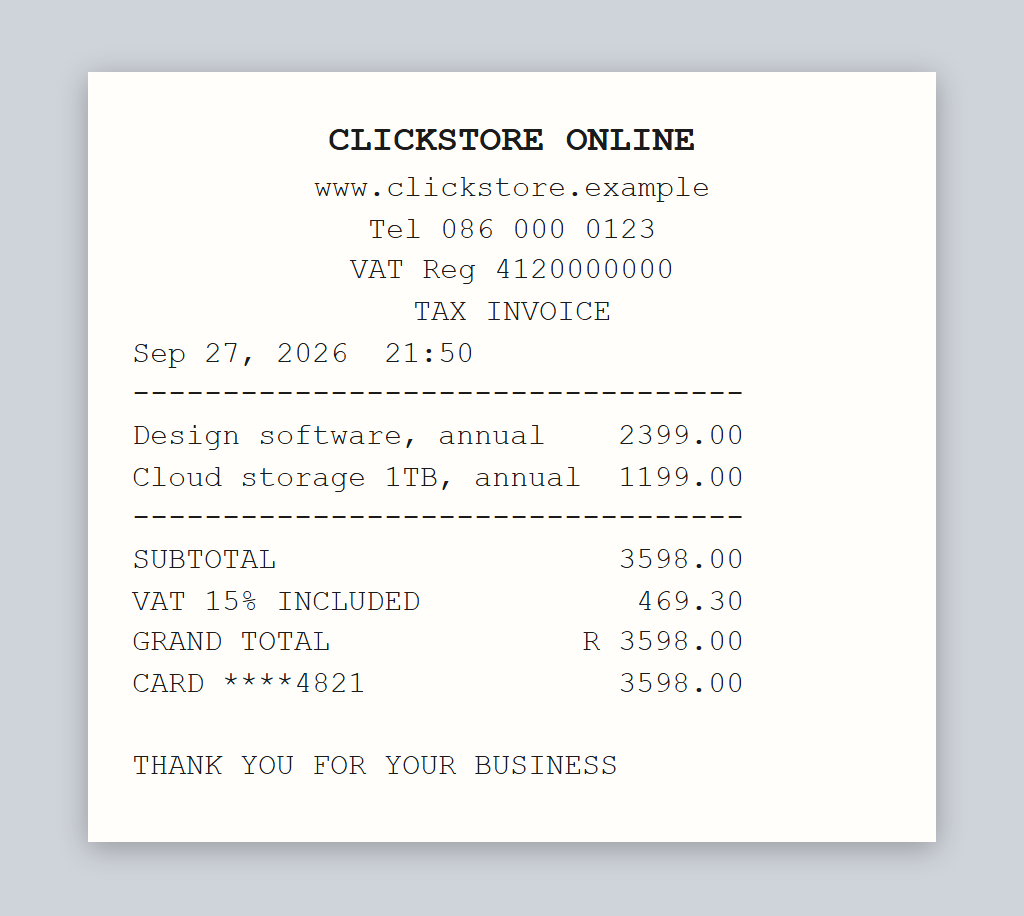 CLICKSTORE ONLINE
www.clickstore.example
Tel 086 000 0123
VAT Reg 4120000000
TAX INVOICE
Sep 27, 2026  21:50
----------------------------------
Design software, annual    2399.00
Cloud storage 1TB, annual  1199.00
----------------------------------
SUBTOTAL                   3598.00
VAT 15% INCLUDED            469.30
GRAND TOTAL              R 3598.00
CARD ****4821              3598.00
THANK YOU FOR YOUR BUSINESS